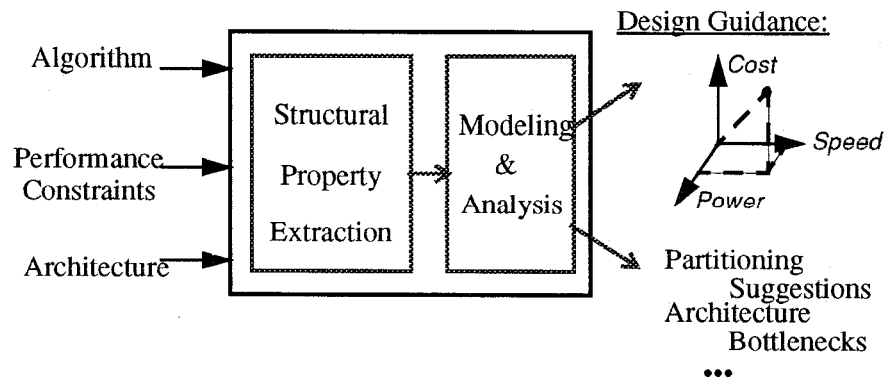 Design Guidance:
Algorithm
Performance
Constraints
Architecture
Structural
Property
Extraction
Modeling
&
Analysis
Cost
Speed
Power
Partitioning
Suggestions
Architecture
Bottlenecks
•••